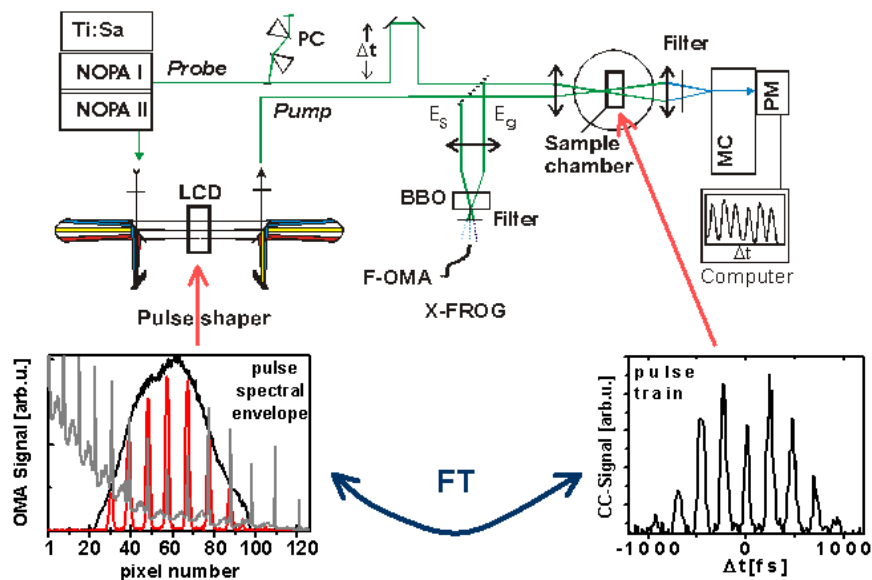 Ti:Sa
NOPA I
NOPA II
Probe
PC
Δt
Pump
E_S
E_g
Filter
Sample
chamber
MC
PM
LCD
BBO
Filter
F-OMA
X-FROG
Δt
Computer
Pulse shaper
OMA Signal [arb.u.]
pulse
spectral
envelope
1 20 40 60 80 100 120
pixel number
FT
CC-Signal [arb.u.]
pulse
train
-1000 0 1000
Δt[fs]